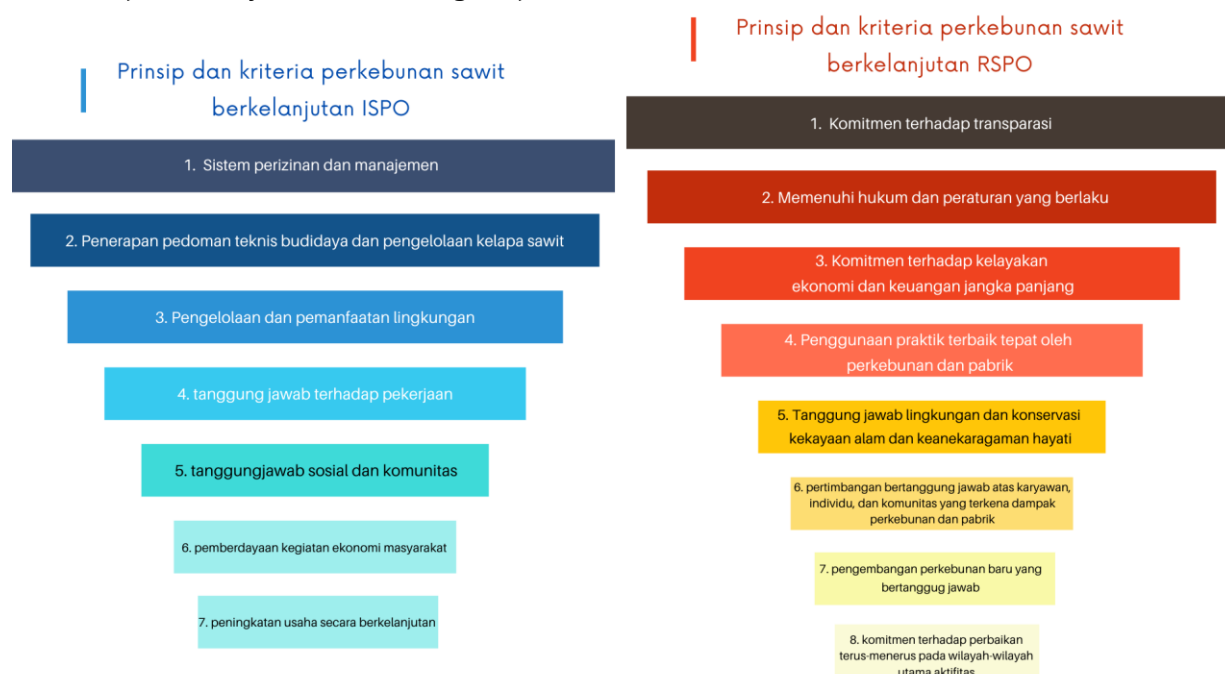 Prinsip dan kriteria perkebunan sawit
berkelanjutan ISPO
1. Sistem perizinan dan manajemen
2. Penerapan pedoman teknis budidaya dan pengelolaan kelapa sawit
3. Pengelolaan dan pemanfaatan lingkungan
4. tanggung jawab terhadap pekerjaan
5. tanggungjawab sosial dan komunitas
6. pemberdayaan kegiatan ekonomi masyarakat
7. peningkatan usaha secara berkelanjutan
Prinsip dan kriteria perkebunan sawit
berkelanjutan RSPO
1. Komitmen terhadap transparasi
2. Memenuhi hukum dan peraturan yang berlaku
3. Komitmen terhadap kelayakan
ekonomi dan keuangan jangka panjang
4. Penggunaan praktik terbaik tepat oleh
perkebunan dan pabrik
5. Tanggung jawab lingkungan dan konservasi
kekayaan alam dan keanekaragaman hayati
6. pertimbangan bertanggung jawab atas karyawan,
individu, dan komunitas yang terkena dampak
perkebunan dan pabrik
7. pengembangan perkebunan baru yang
bertanggug jawab
8. komitmen terhadap perbaikan
terus-menerus pada wilayah-wilayah
utama aktifitas